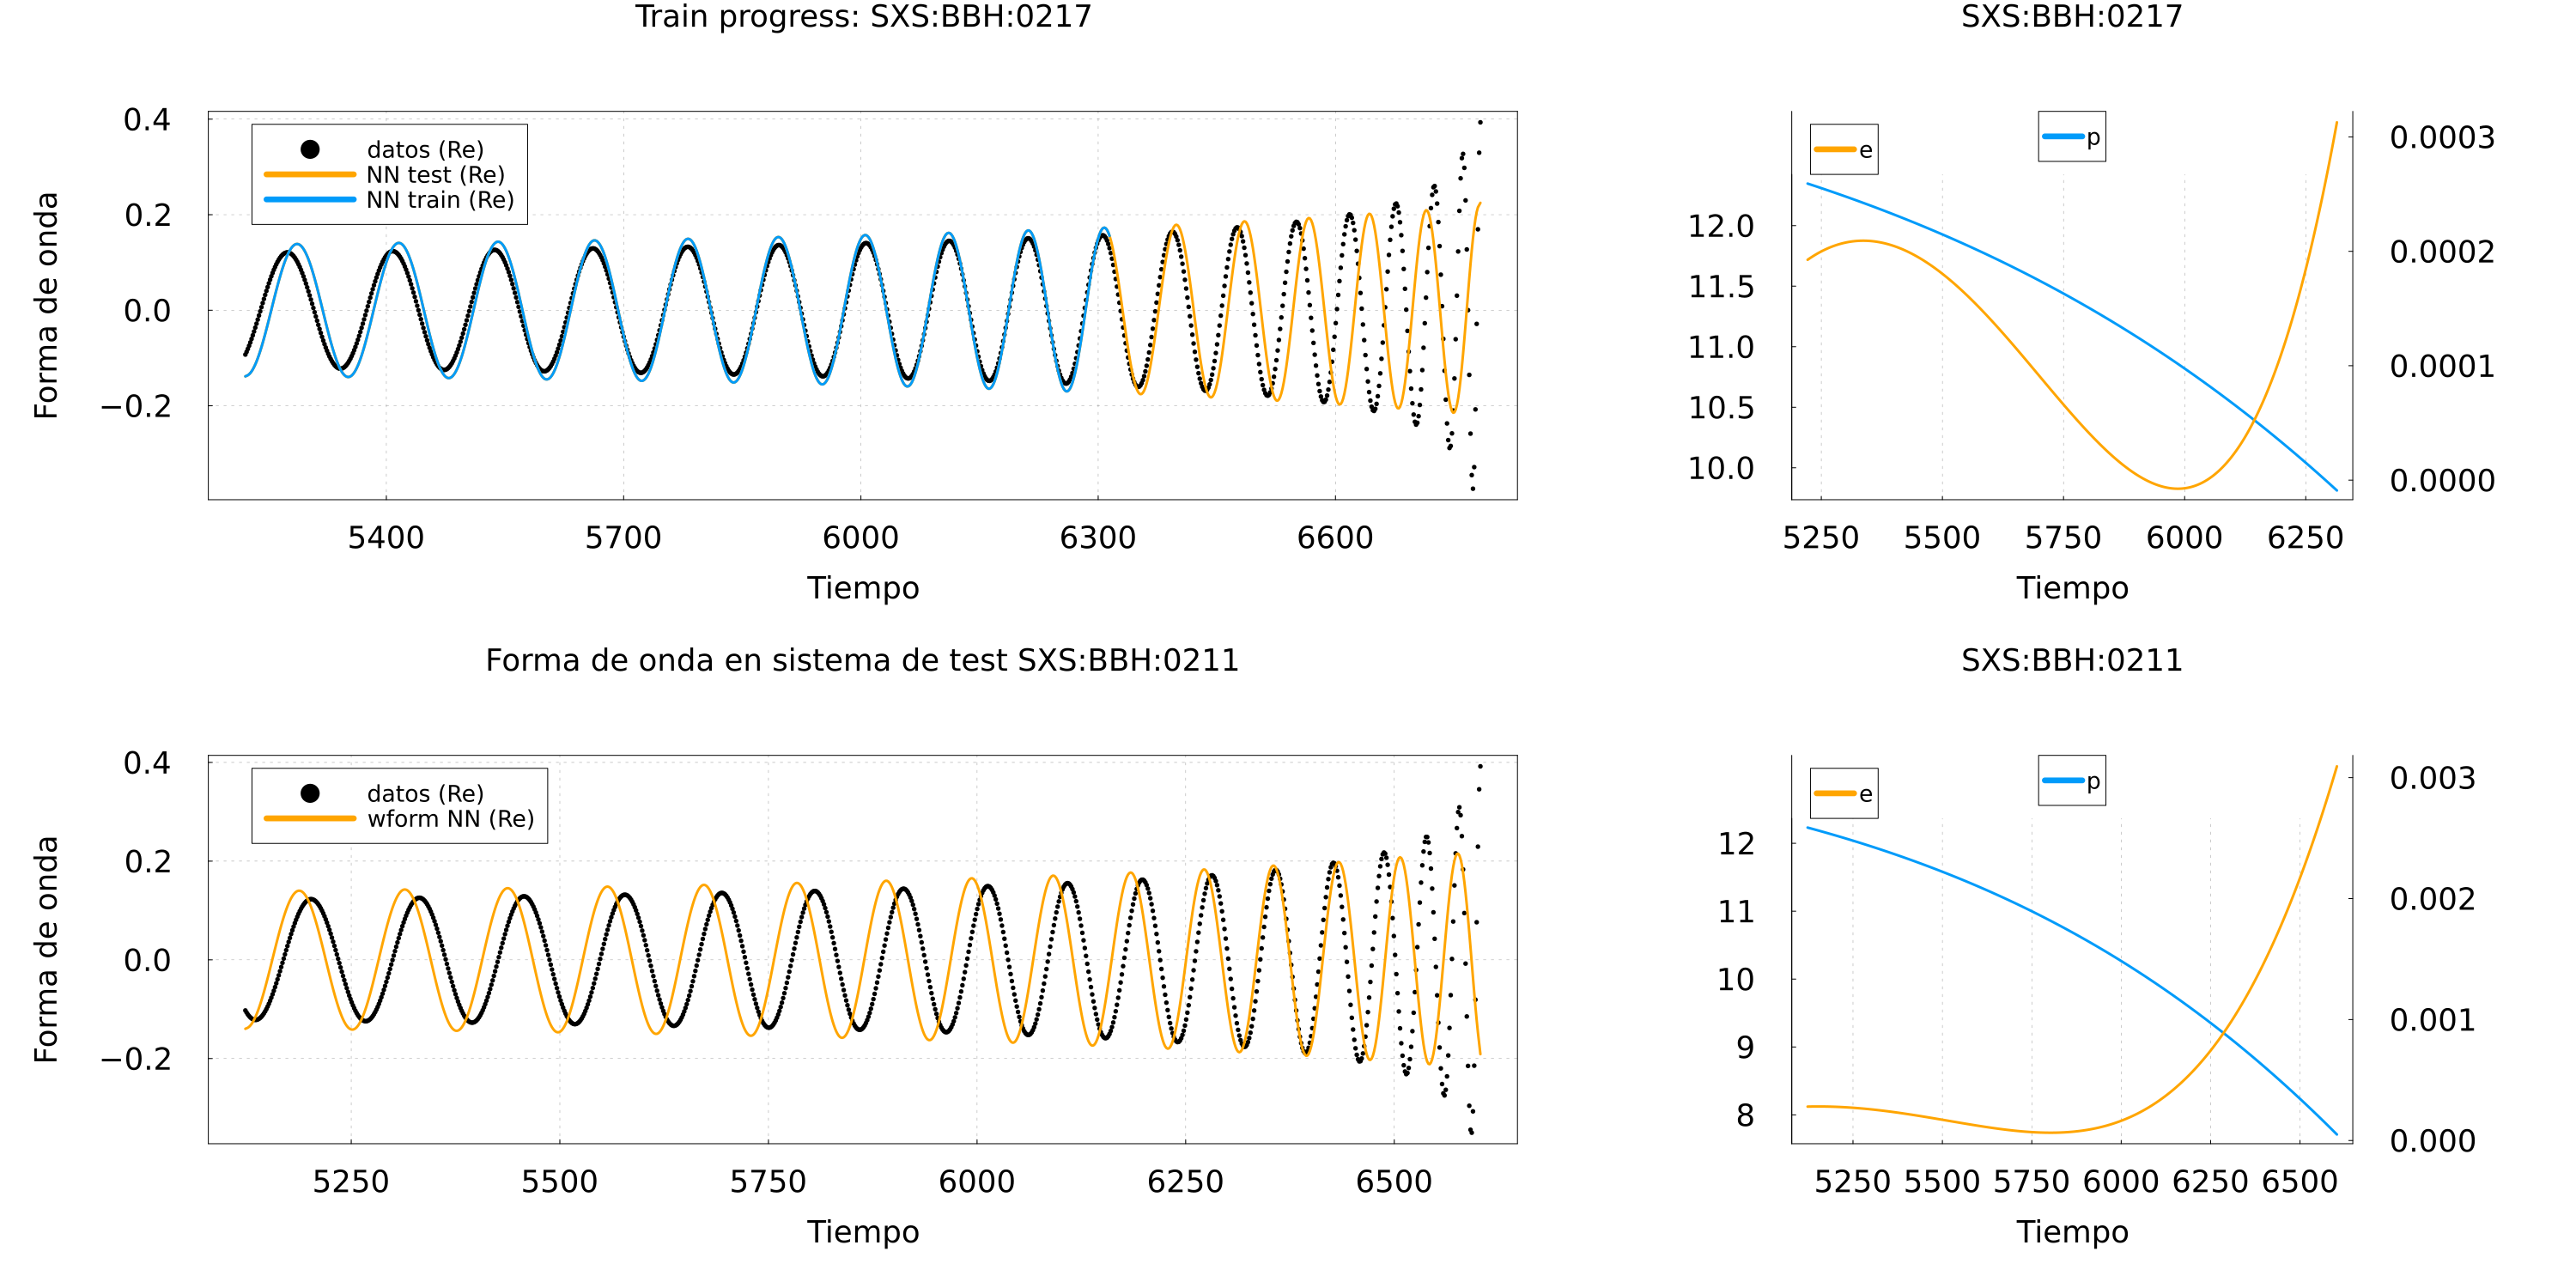 Train progress: SXS:BBH:0217
datos (Re)
NN test (Re)
NN train (Re)
Forma de onda
0.4
0.2
0.0
−0.2
5400 5700 6000 6300 6600
Tiempo
SXS:BBH:0217
e
p
12.0
11.5
11.0
10.5
10.0
0.0003
0.0002
0.0001
0.0000
5250 5500 5750 6000 6250
Tiempo
Forma de onda en sistema de test SXS:BBH:0211
datos (Re)
wform NN (Re)
Forma de onda
0.4
0.2
0.0
−0.2
5250 5500 5750 6000 6250 6500
Tiempo
SXS:BBH:0211
e
p
12
11
10
9
8
0.003
0.002
0.001
0.000
5250 5500 5750 6000 6250 6500
Tiempo